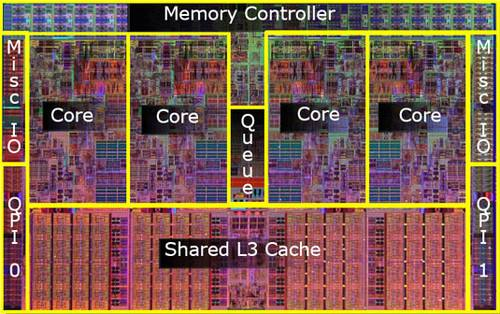 Memory Controller
Misc IO
Core
Core
Queue
Core
Core
Misc IO
QPI 0
Shared L3 Cache
QPI 1